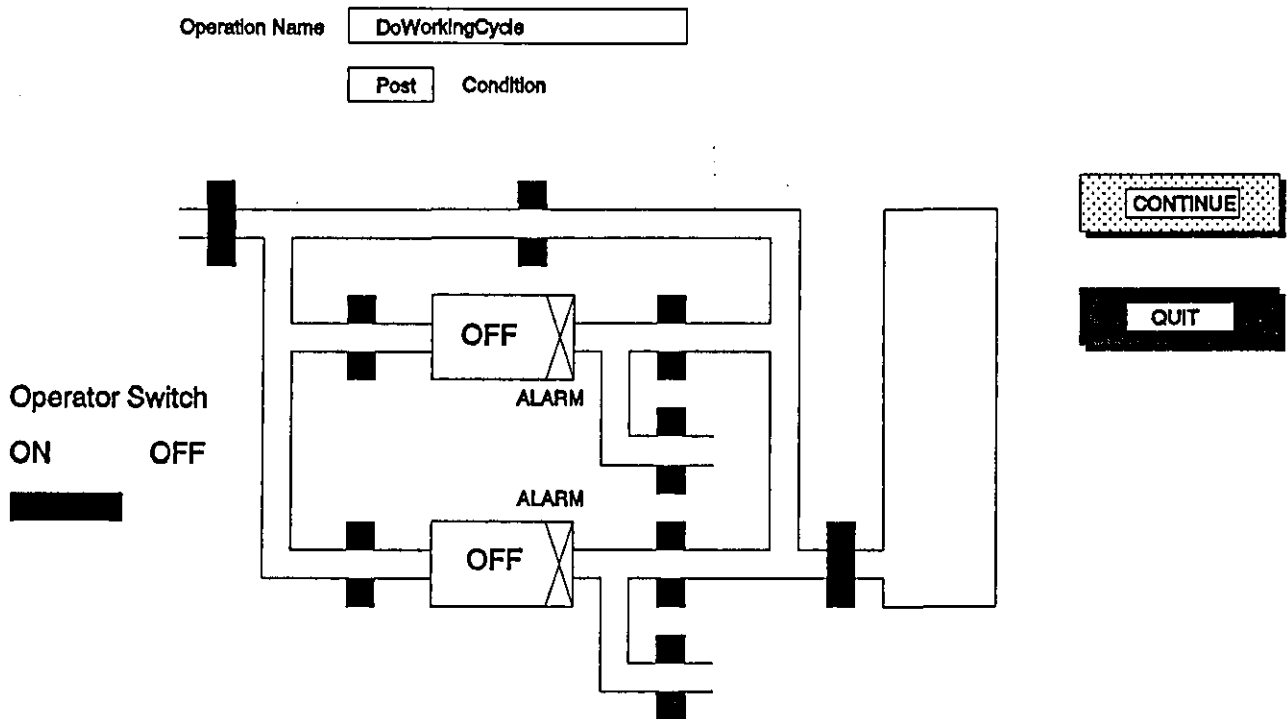 Operation Name DoWorkingCycle
Post Condition
CONTINUE
OFF
QUIT
ALARM
Operator Switch
ON OFF
ALARM
OFF